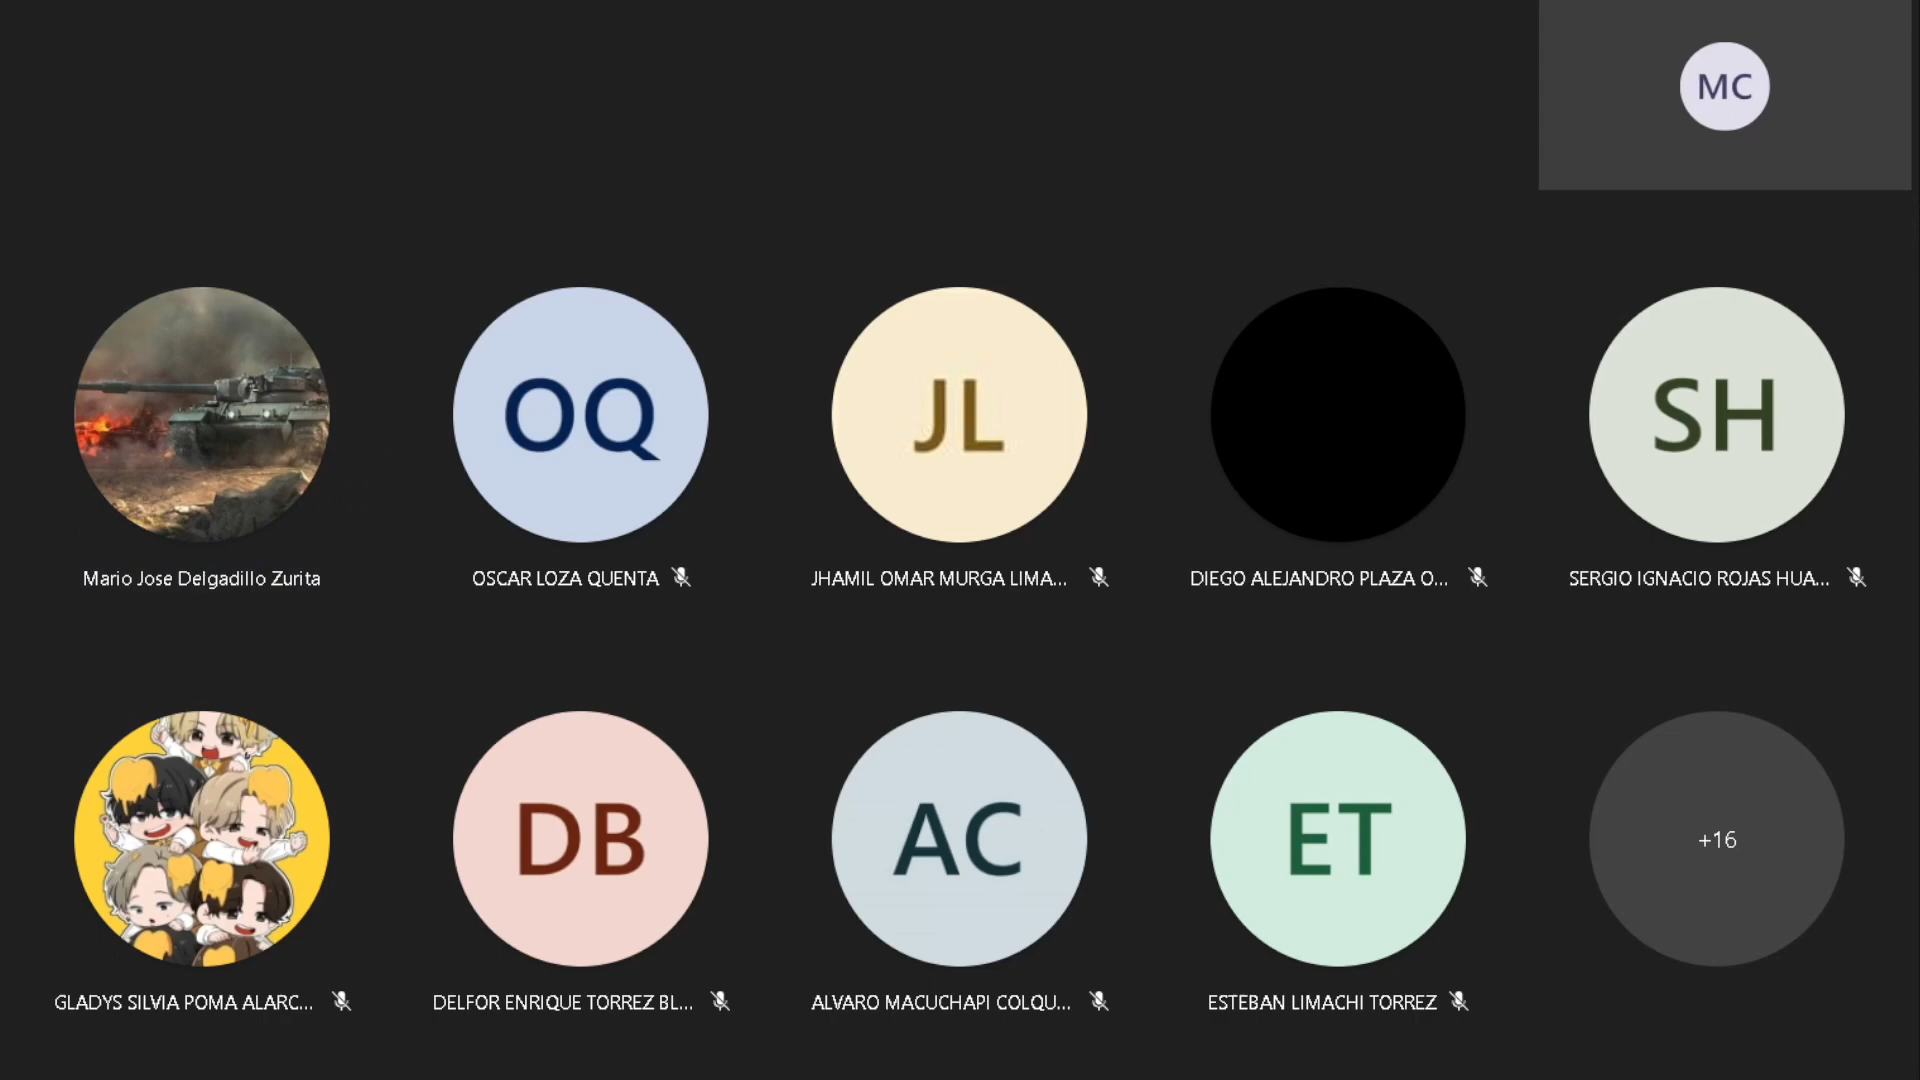 MC
OQ
JL
SH
Mario Jose Delgadillo Zurita
OSCAR LOZA QUENTA
JHAMIL OMAR MURGA LIMA...
DIEGO ALEJANDRO PLAZA O...
SERGIO IGNACIO ROJAS HUA...
DB
AC
ET
+16
GLADYS SILVIA POMA ALARC...
DELFOR ENRIQUE TORREZ BL...
ALVARO MACUCHAPI COLQU...
ESTEBAN LIMACHI TORREZ